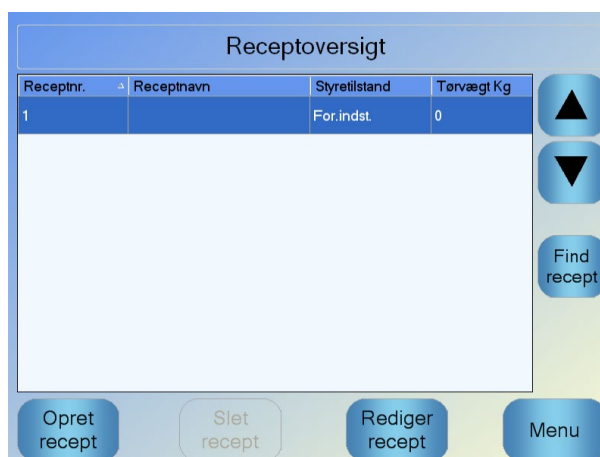 Receptoversigt
Receptnr. Receptnavn Styretilstand Tørvægt Kg
1 For.indst. 0
Find
recept
Opret
recept
Slet
recept
Rediger
recept
Menu